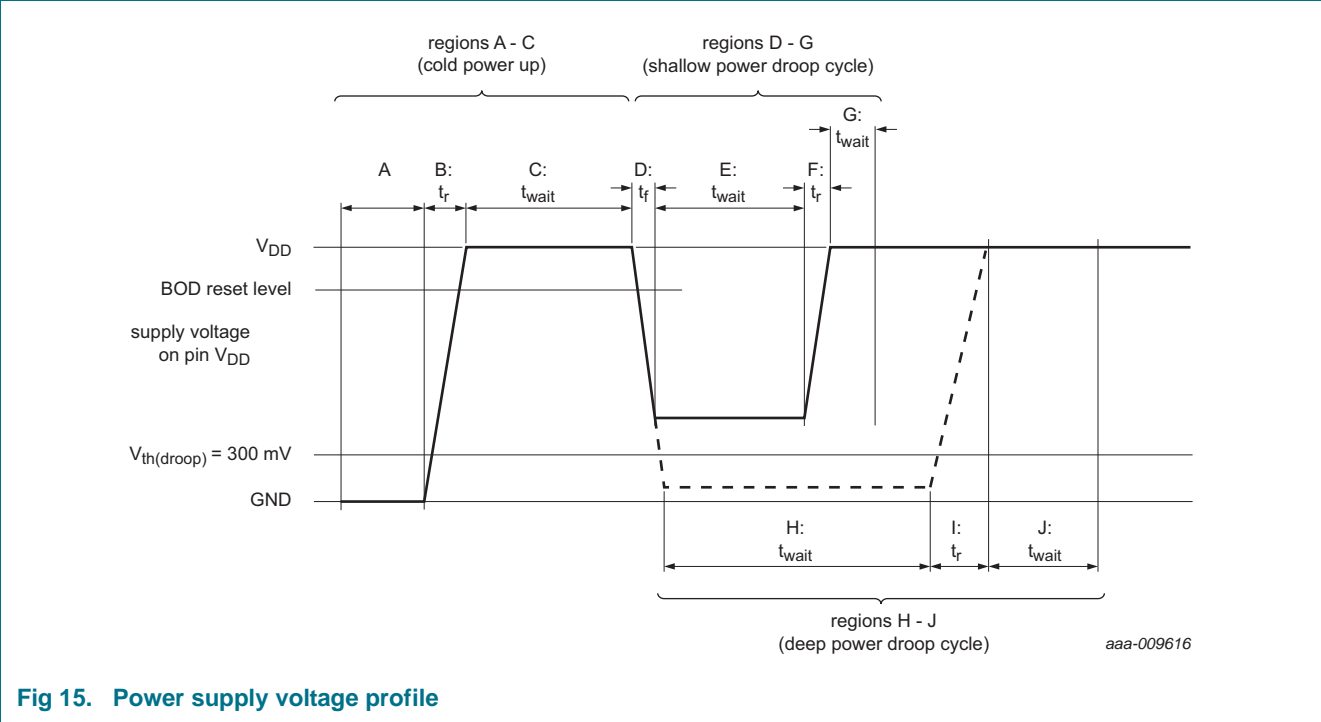 regions A - C
(cold power up)
regions D - G
(shallow power droop cycle)
G:
twait
A
B:
tr
C:
twait
D:
tf
E:
twait
F:
tr
VDD
BOD reset level
supply voltage
on pin VDD
Vth(droop) = 300 mV
GND
H:
twait
I:
tr
J:
twait
regions H - J
(deep power droop cycle)
aaa-009616
Fig 15. Power supply voltage profile